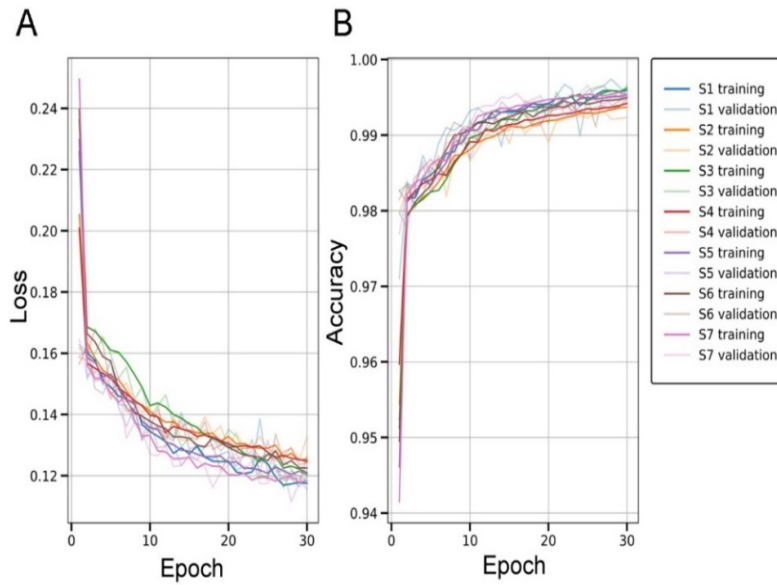 A
B
0.24
0.22
0.20
0.18
0.16
0.14
0.12
0
10
20
30
Loss
Epoch
1.00
0.99
0.98
0.97
0.96
0.95
0.94
0
10
20
30
Accuracy
Epoch
S1 training
S1 validation
S2 training
S2 validation
S3 training
S3 validation
S4 training
S4 validation
S5 training
S5 validation
S6 training
S6 validation
S7 training
S7 validation